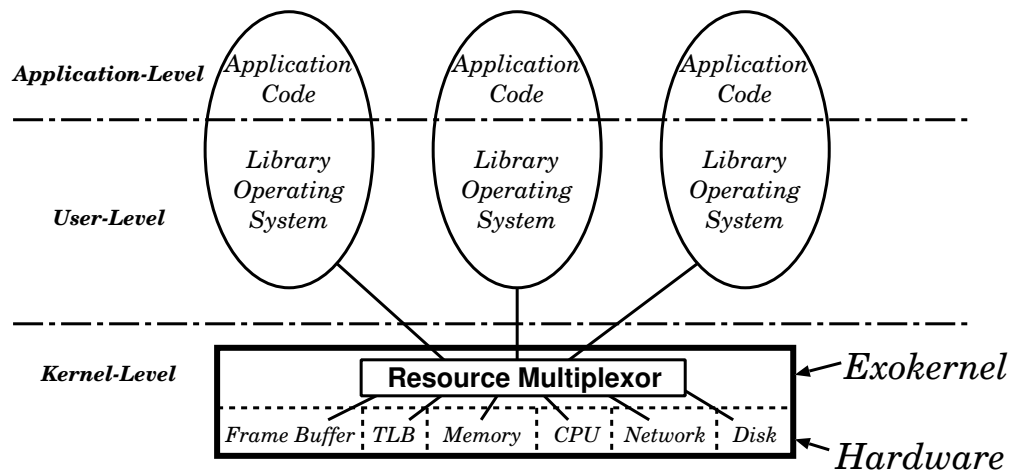 Application-Level
Application
Code
Application
Code
Application
Code
User-Level
Library
Operating
System
Library
Operating
System
Library
Operating
System
Kernel-Level
Resource Multiplexor
Exokernel
Frame Buffer
TLB
Memory
CPU
Network
Disk
Hardware